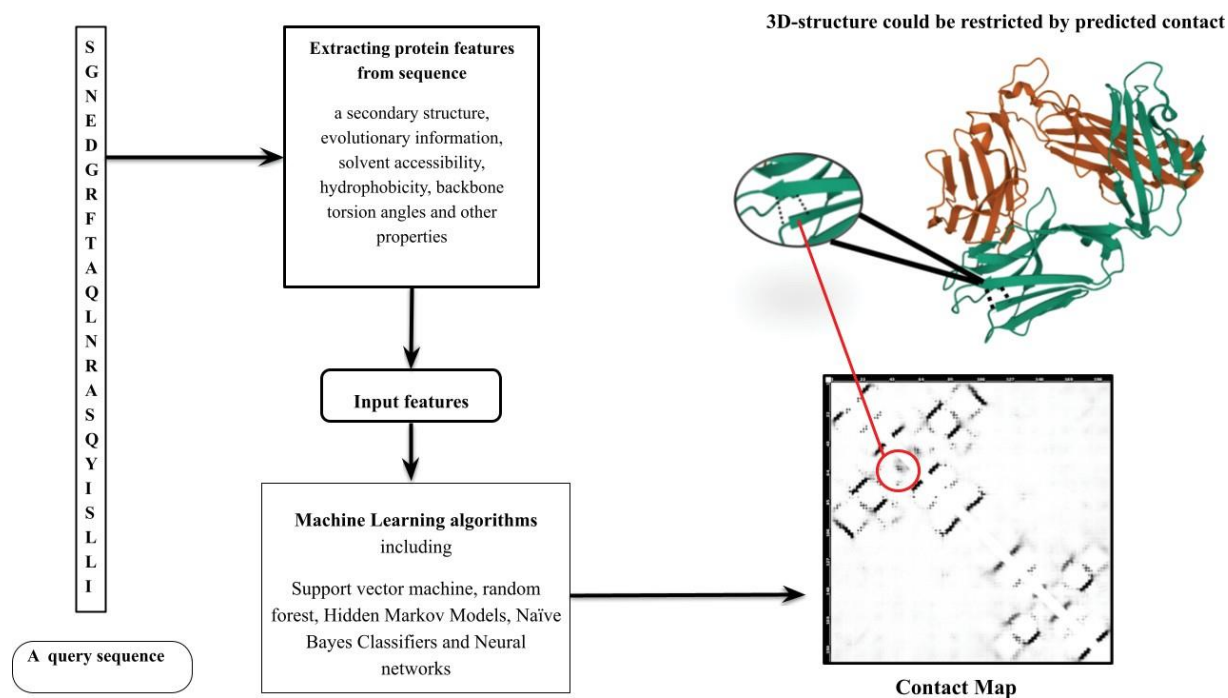 S
G
N
E
D
G
R
F
T
A
Q
L
N
R
A
S
Q
Y
I
S
L
L
I
A query sequence
Extracting protein features
from sequence
a secondary structure,
evolutionary information,
solvent accessibility,
hydrophobicity, backbone
torsion angles and other
properties
Input features
Machine Learning algorithms
including
Support vector machine, random
forest, Hidden Markov Models, Naïve
Bayes Classifiers and Neural
networks
3D-structure could be restricted by predicted contact
Contact Map